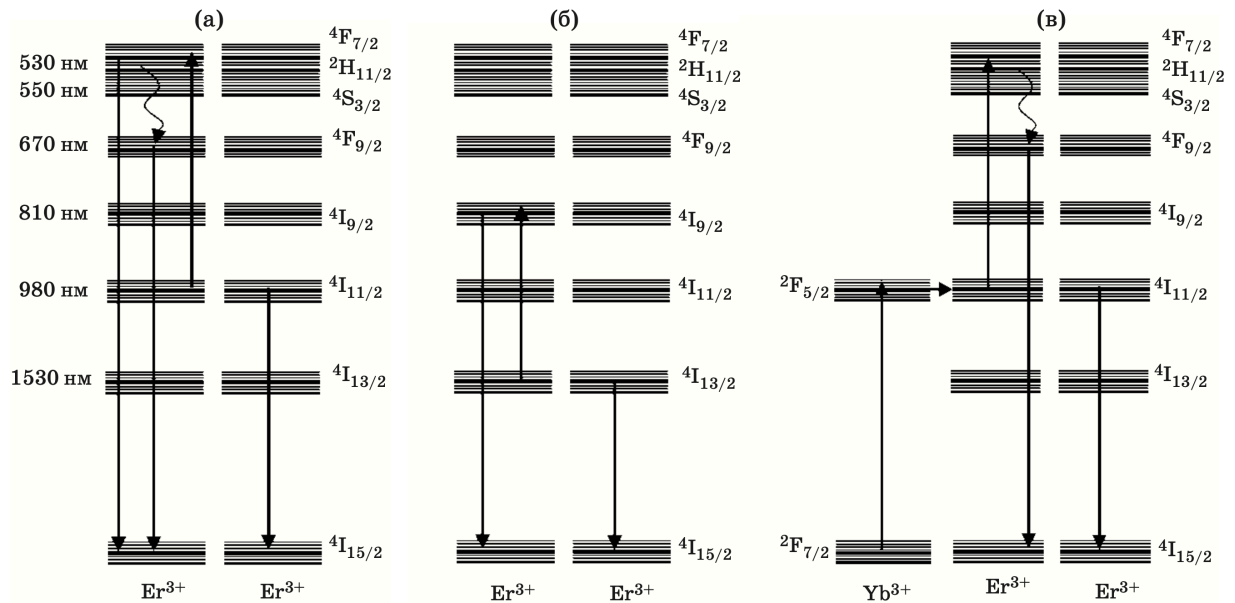 (а)
(б)
(в)
530 нм
550 нм
670 нм
810 нм
980 нм
1530 нм
⁴F₇/₂
²H₁₁/₂
⁴S₃/₂
⁴F₉/₂
⁴I₉/₂
⁴I₁₁/₂
⁴I₁₃/₂
⁴I₁₅/₂
Er³⁺
Er³⁺
⁴F₇/₂
²H₁₁/₂
⁴S₃/₂
⁴F₉/₂
⁴I₉/₂
⁴I₁₁/₂
⁴I₁₃/₂
⁴I₁₅/₂
Er³⁺
Er³⁺
²F₅/₂
²F₇/₂
⁴F₇/₂
²H₁₁/₂
⁴S₃/₂
⁴F₉/₂
⁴I₉/₂
⁴I₁₁/₂
⁴I₁₃/₂
⁴I₁₅/₂
Yb³⁺
Er³⁺
Er³⁺